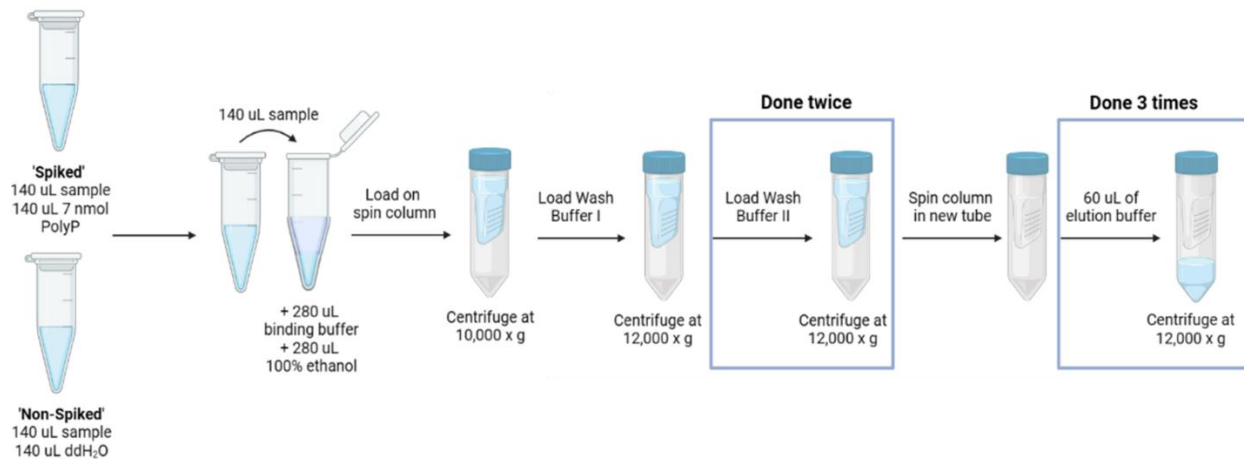 'Spiked'
140 uL sample
140 uL 7 nmol
PolyP
'Non-Spiked'
140 uL sample
140 uL ddH₂O
140 uL sample
+ 280 uL
binding buffer
+ 280 uL
100% ethanol
Load on
spin column
Centrifuge at
10,000 x g
Load Wash
Buffer I
Centrifuge at
12,000 x g
Done twice
Load Wash
Buffer II
Centrifuge at
12,000 x g
Spin column
in new tube
Done 3 times
60 uL of
elution buffer
Centrifuge at
12,000 x g